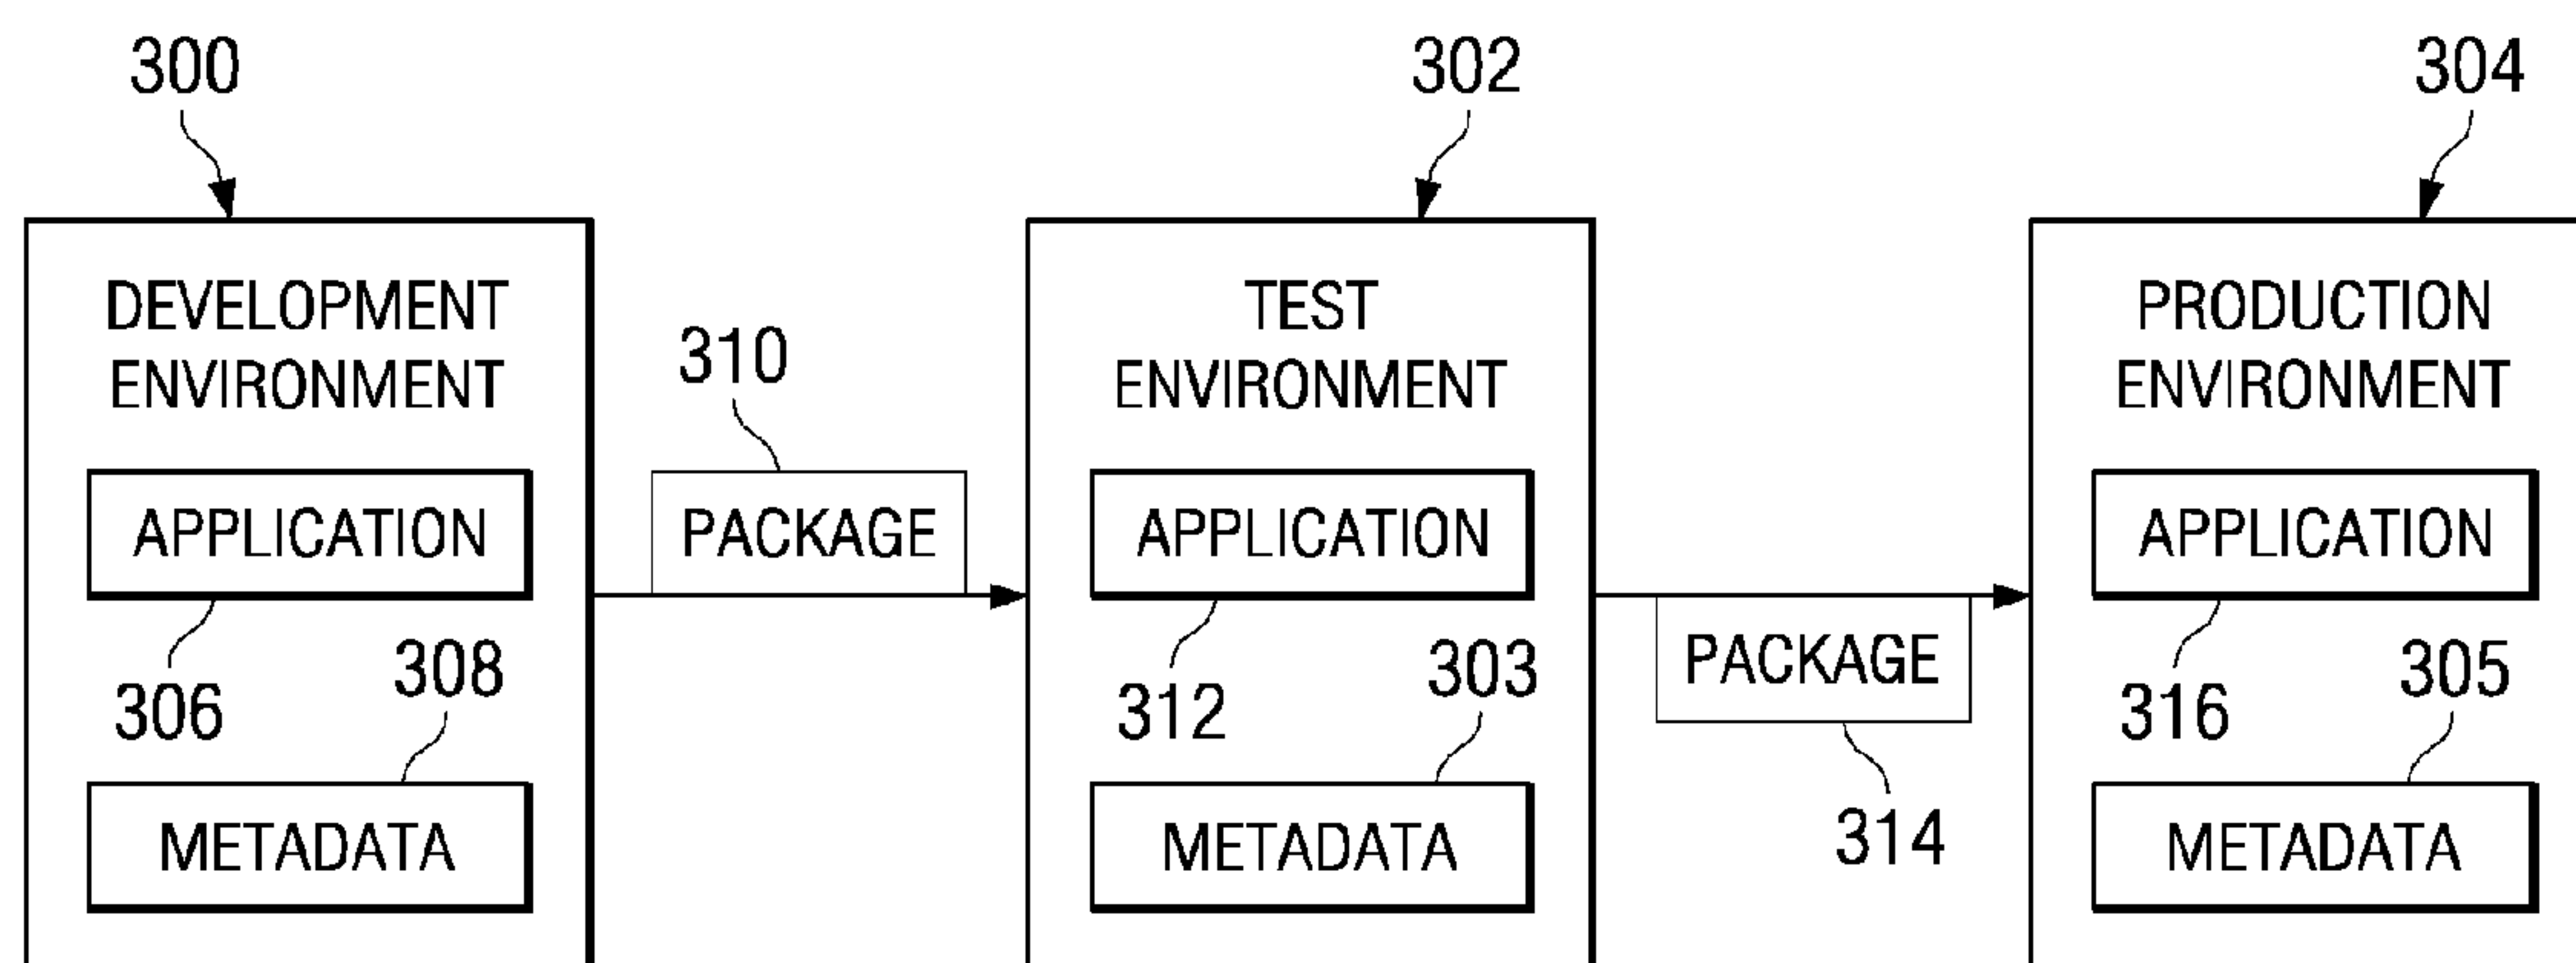 300
302
304
DEVELOPMENT
ENVIRONMENT
310
PACKAGE
TEST
ENVIRONMENT
PRODUCTION
ENVIRONMENT
APPLICATION
306
308
METADATA
APPLICATION
312
303
METADATA
PACKAGE
314
APPLICATION
316
305
METADATA